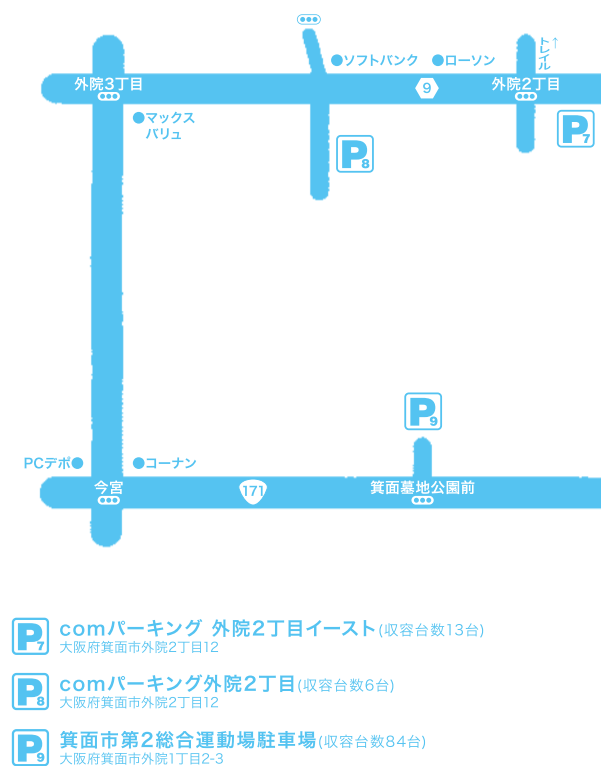 ●ソフトバンク ●ローソン
トレイル→
外院3丁目
9
外院2丁目
●マックス
バリュ
P7
P8
P9
PCデポ●
●コーナン
今宮
171
箕面墓地公園前
P7 comパーキング 外院2丁目イースト(収容台数13台)
大阪府箕面市外院2丁目12
P8 comパーキング外院2丁目(収容台数6台)
大阪府箕面市外院2丁目12
P9 箕面市第2総合運動場駐車場(収容台数84台)
大阪府箕面市外院1丁目2-3